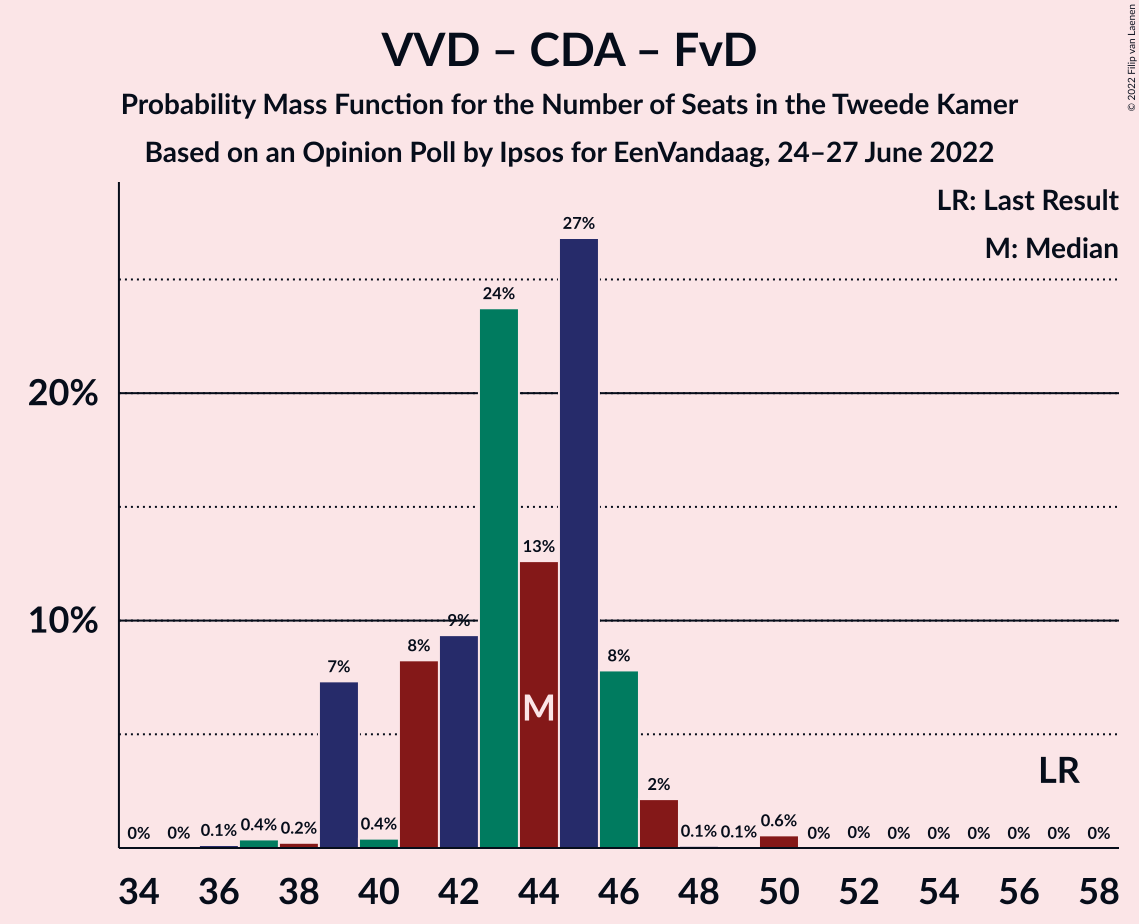 VVD – CDA – FvD
Probability Mass Function for the Number of Seats in the Tweede Kamer
Based on an Opinion Poll by Ipsos for EenVandaag, 24–27 June 2022
© 2022 Filip van Laenen
LR: Last Result
M: Median
27%
24%
20%
13%
10%
9%
8%
8%
7%
M
LR
2%
0% 0% 0.1% 0.4% 0.2% 0.4% 0.1% 0.1% 0.6% 0% 0% 0% 0% 0% 0% 0% 0%
34 36 38 40 42 44 46 48 50 52 54 56 58